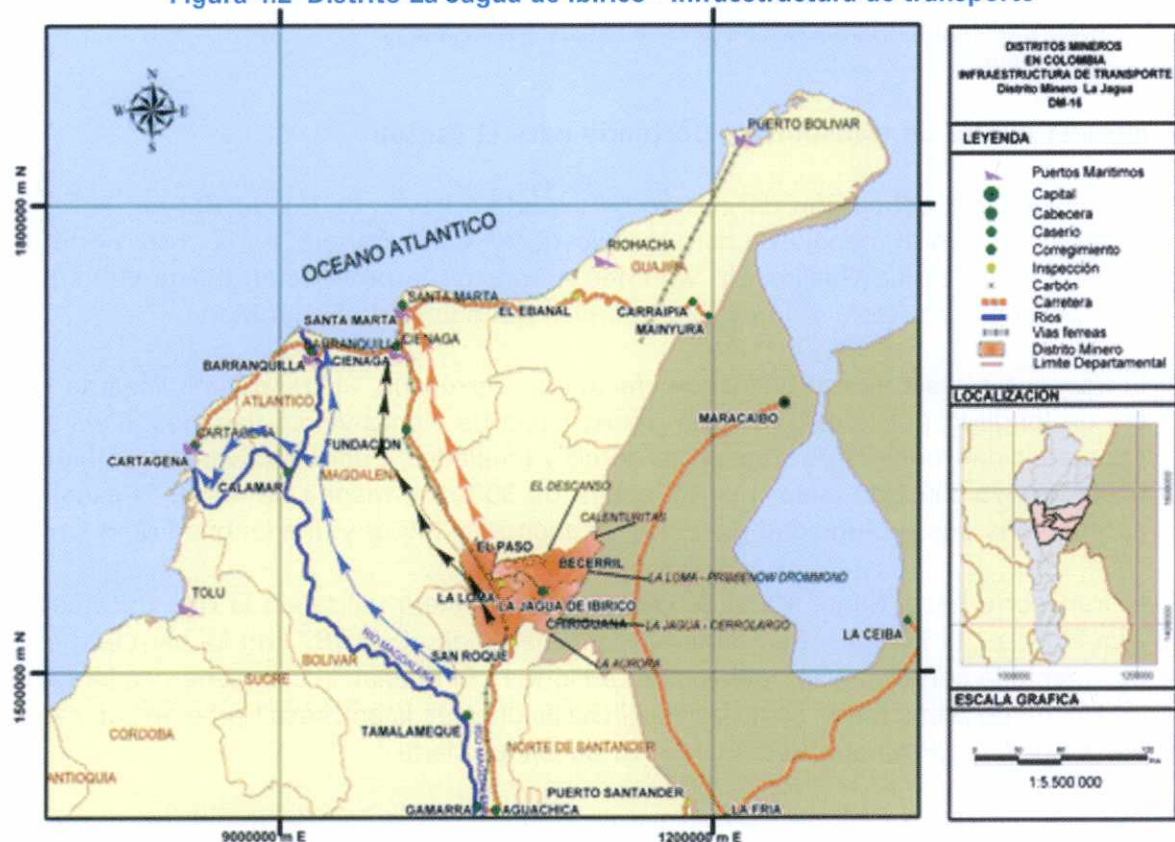 Figura 4.2 Distrito La Jagua de Ibirico - Infraestructura de transporte
N
W
E
S
1800000 m N
1500000 m N
9000000 m E
1200000 m E
OCEANO ATLANTICO
PUERTO BOLIVAR
RIOHACHA
GUAJIRA
SANTA MARTA
SANTA MARTA
EL EBANAL
CARRAIPIA
MAINYURA
BARRANQUILLA
CIENAGA
BARRANQUILLA
CIENAGA
ATLANTICO
MARACAIBO
CARTAGENA
CARTAGENA
FUNDACION
MAGDALENA
CALAMAR
EL DESCANSO
CALENTURITAS
EL PASO
BECERRIL
LA LOMA - PRIBBENOW DROMMOND
TOLU
LA LOMA
LA JAGUA DE IBIRICO
CHIRIGUANA
LA JAGUA - CERROLARGO
LA CEIBA
SAN ROQUE
LA AURORA
BOLIVAR
RIO MAGDALENA
SUCRE
TAMALAMEQUE
CORDOBA
NORTE DE SANTANDER
ANTIOQUIA
PUERTO SANTANDER
GAMARRA
AGUACHICA
LA FRIA
DISTRITOS MINEROS
EN COLOMBIA
INFRAESTRUCTURA DE TRANSPORTE
Distrito Minero La Jagua
DM-16
LEYENDA
Puertos Maritimos
Capital
Cabecera
Caserio
Corregimiento
Inspección
Carbón
Carretera
Rios
Vias ferreas
Distrito Minero
Limite Departamental
LOCALIZACION
1000000
1200000
ESCALA GRAFICA
1:5.500 000